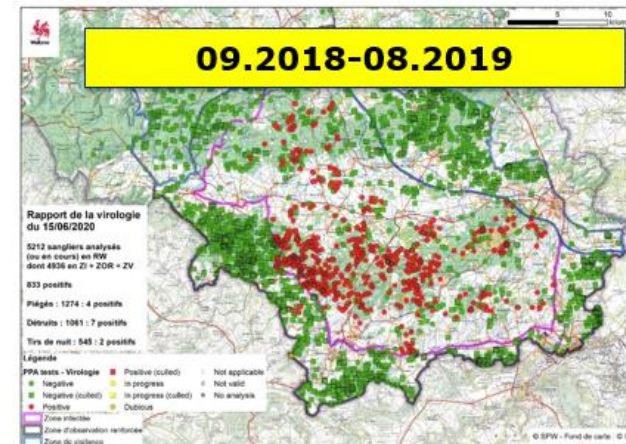 Wallonie
0 5 10
09.2018-08.2019
Rapport de la virologie
du 15/06/2020
5212 sangliers analysés
(ou en cours) en RW
dont 4936 en ZI + ZOR + ZV
833 positifs
Piégés : 1274 : 4 positifs
Détruits : 1061 : 7 positifs
Tirs de nuit : 545 : 2 positifs
Légende
PPA tests - Virologie
Negative
Negative (culled)
Positive
Positive (culled)
In progress
In progress (culled)
Dubious
Not applicable
Not valid
No analysis
Zone infectée
Zone d'observation renforcée
Zone de vigilance
© SPW - Fond de carte : ©